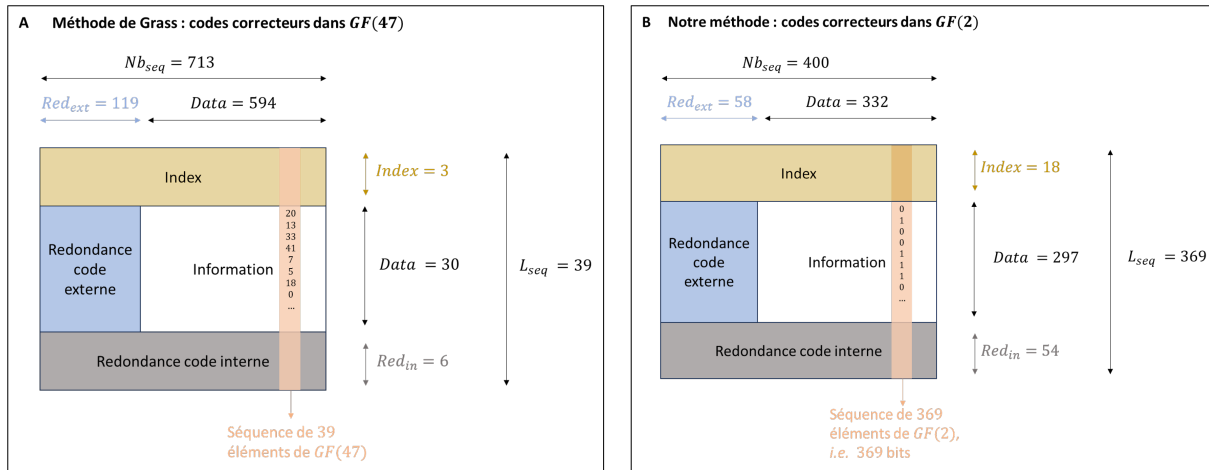 A Méthode de Grass : codes correcteurs dans GF(47)
Nb_seq = 713
Red_ext = 119
Data = 594
Index
Index = 3
20
13
33
41
7
5
18
0
...
Redondance
code
externe
Information
Data = 30
L_seq = 39
Redondance code interne
Red_in = 6
Séquence de 39
éléments de GF(47)
B Notre méthode : codes correcteurs dans GF(2)
Nb_seq = 400
Red_ext = 58
Data = 332
Index
Index = 18
0
1
0
0
1
1
1
0
...
Redondance
code
externe
Information
Data = 297
L_seq = 369
Redondance code interne
Red_in = 54
Séquence de 369
éléments de GF(2),
i.e. 369 bits